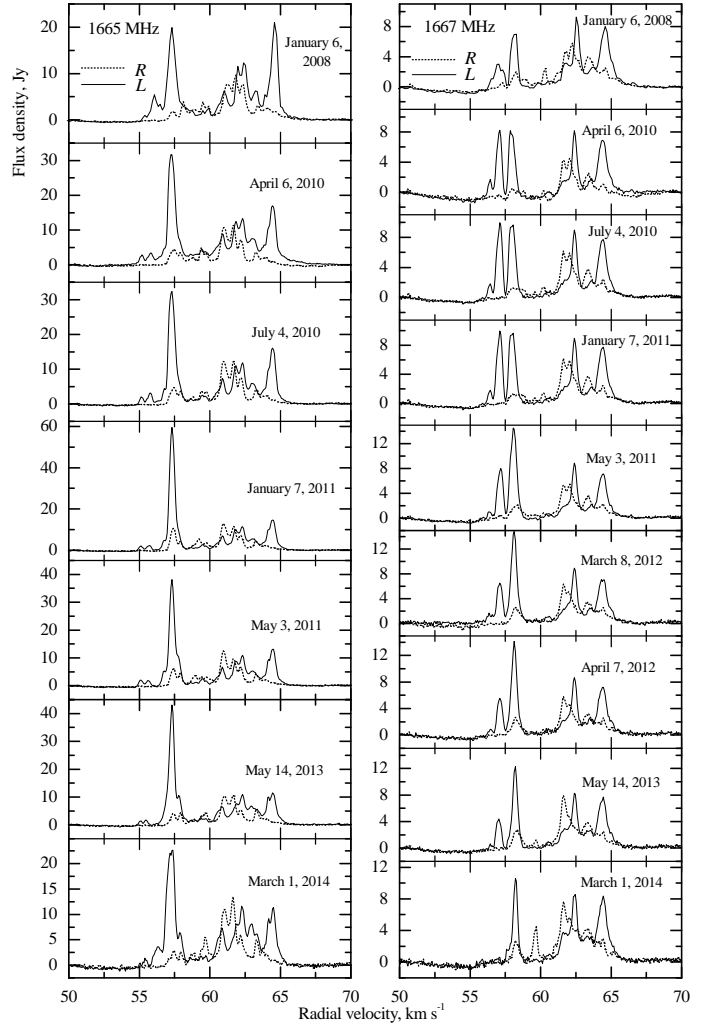 Flux density, Jy
1665 MHz
R
L
January 6,
2008
20
10
0
April 6, 2010
30
20
10
0
July 4, 2010
30
20
10
0
January 7, 2011
60
40
20
0
May 3, 2011
40
30
20
10
0
May 14, 2013
40
30
20
10
0
March 1, 2014
20
15
10
5
0
50 55 60 65 70
1667 MHz
R
L
January 6, 2008
8
4
0
April 6, 2010
8
4
0
July 4, 2010
8
4
0
January 7, 2011
8
4
0
May 3, 2011
12
8
4
0
March 8, 2012
12
8
4
0
April 7, 2012
12
8
4
0
May 14, 2013
12
8
4
0
March 1, 2014
8
4
0
50 55 60 65 70
Radial velocity, km s-1